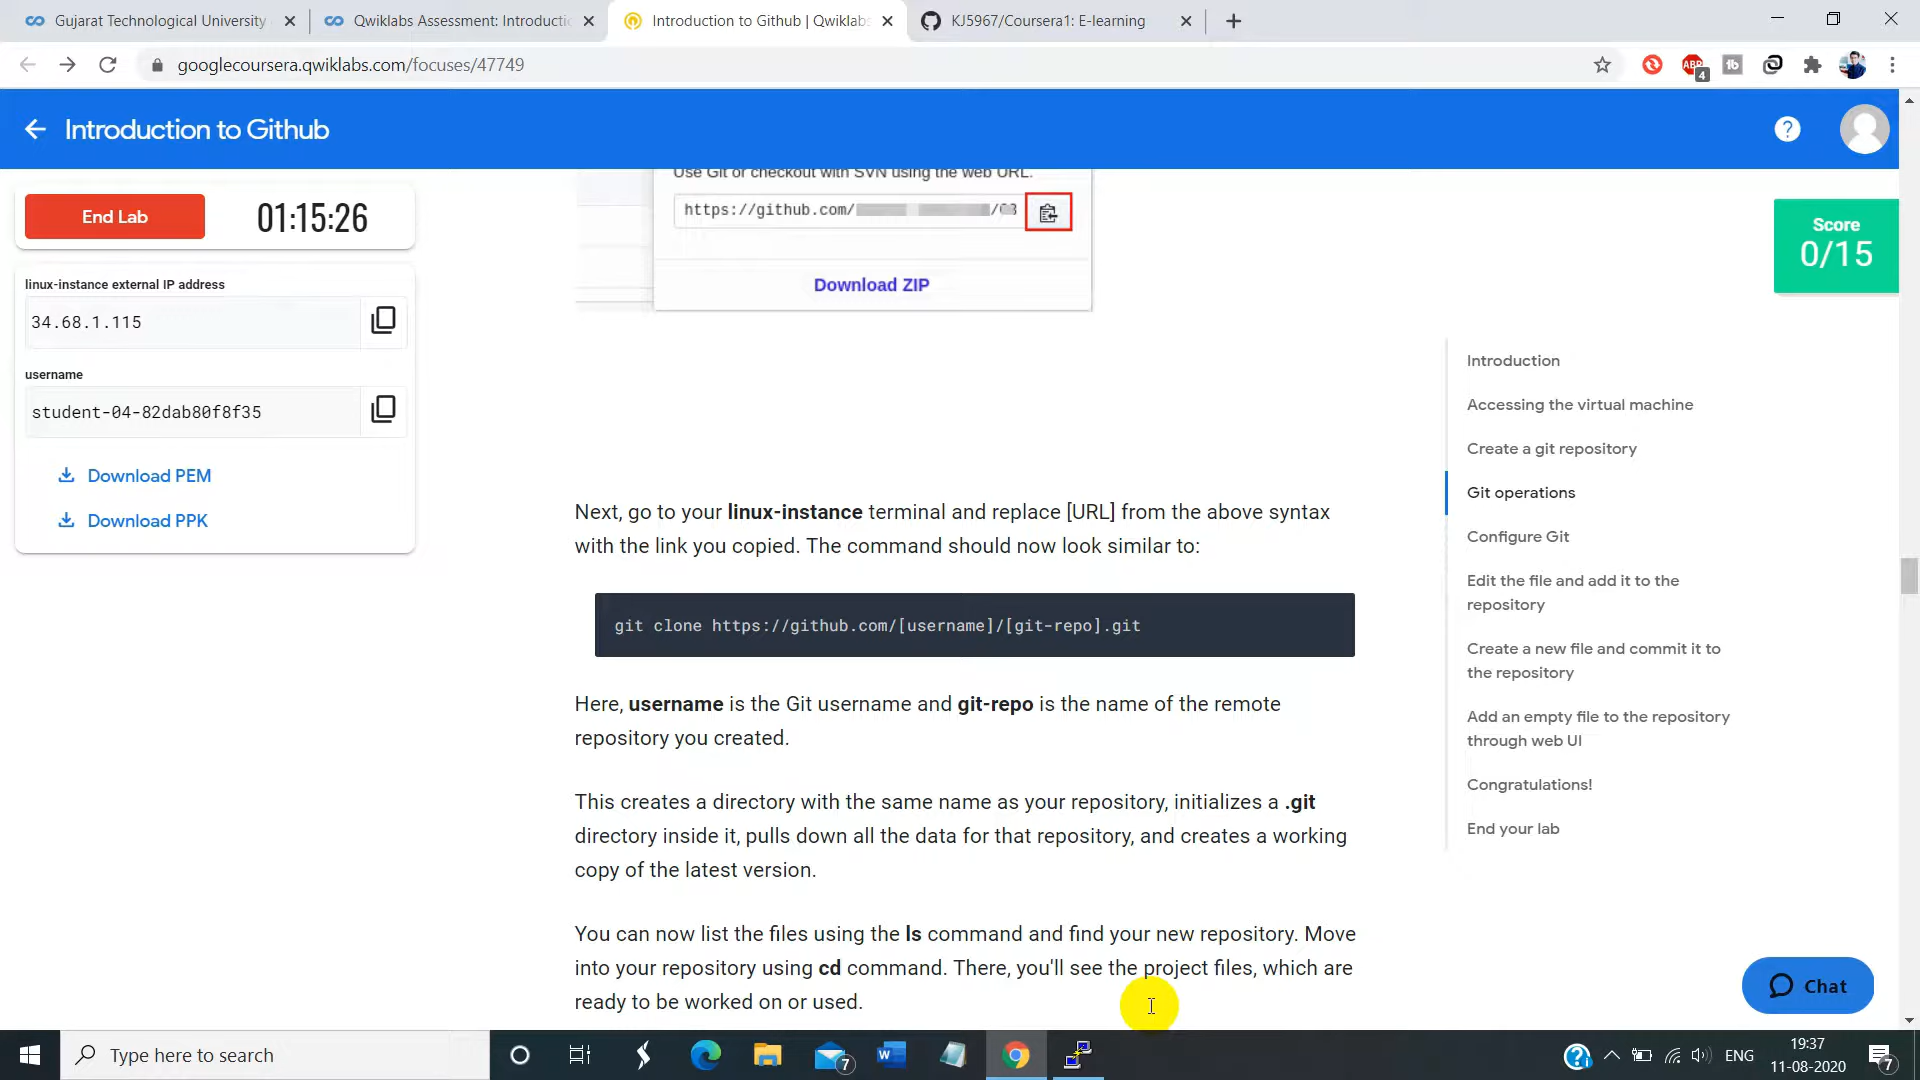 Gujarat Technological University
Qwiklabs Assessment: Introductic
Introduction to Github | Qwiklabs
KJ5967/Coursera1: E-learning
googlecoursera.qwiklabs.com/focuses/47749
ABP
4
Introduction to Github
?
End Lab
01:15:26
linux-instance external IP address
34.68.1.115
username
student-04-82dab80f8f35
Download PEM
Download PPK
Use Git or checkout with SVN using the web URL.
https://github.com/
Download ZIP
Next, go to your linux-instance terminal and replace [URL] from the above syntax
with the link you copied. The command should now look similar to:
git clone https://github.com/[username]/[git-repo].git
Here, username is the Git username and git-repo is the name of the remote
repository you created.
This creates a directory with the same name as your repository, initializes a .git
directory inside it, pulls down all the data for that repository, and creates a working
copy of the latest version.
You can now list the files using the ls command and find your new repository. Move
into your repository using cd command. There, you'll see the project files, which are
ready to be worked on or used.
Score
0/15
Introduction
Accessing the virtual machine
Create a git repository
Git operations
Configure Git
Edit the file and add it to the
repository
Create a new file and commit it to
the repository
Add an empty file to the repository
through web UI
Congratulations!
End your lab
Chat
Type here to search
7
ENG
19:37
11-08-2020
7